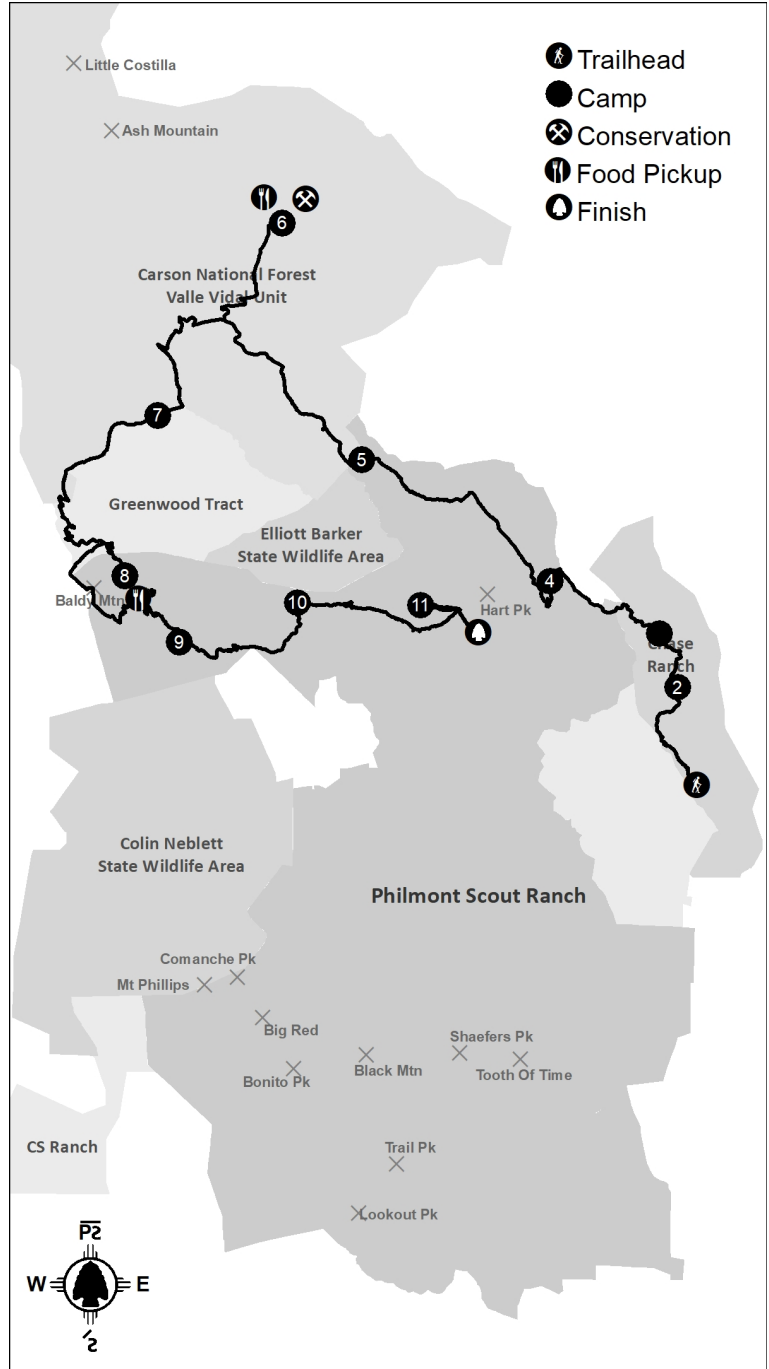 Little Costilla
Ash Mountain
Trailhead
Camp
Conservation
Food Pickup
Finish
6
Carson National Forest
Valle Vidal Unit
7
5
Greenwood Tract
Elliott Barker
State Wildlife Area
8
4
Baldy Mtn
10
11
Hart Pk
9
Chase
Ranch
2
Colin Neblett
State Wildlife Area
Philmont Scout Ranch
Comanche Pk
Mt Phillips
Big Red
Shaefers Pk
Black Mtn
Tooth Of Time
Bonito Pk
CS Ranch
Trail Pk
Lookout Pk
W
E